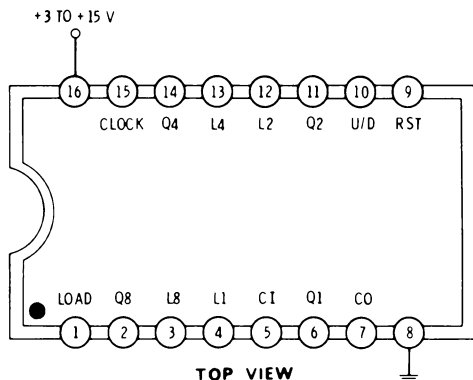 +3 TO +15 V
16 15 14 13 12 11 10 9
CLOCK Q4 L4 L2 Q2 U/D RST
LOAD Q8 L8 L1 CI Q1 CO
1 2 3 4 5 6 7 8
TOP VIEW